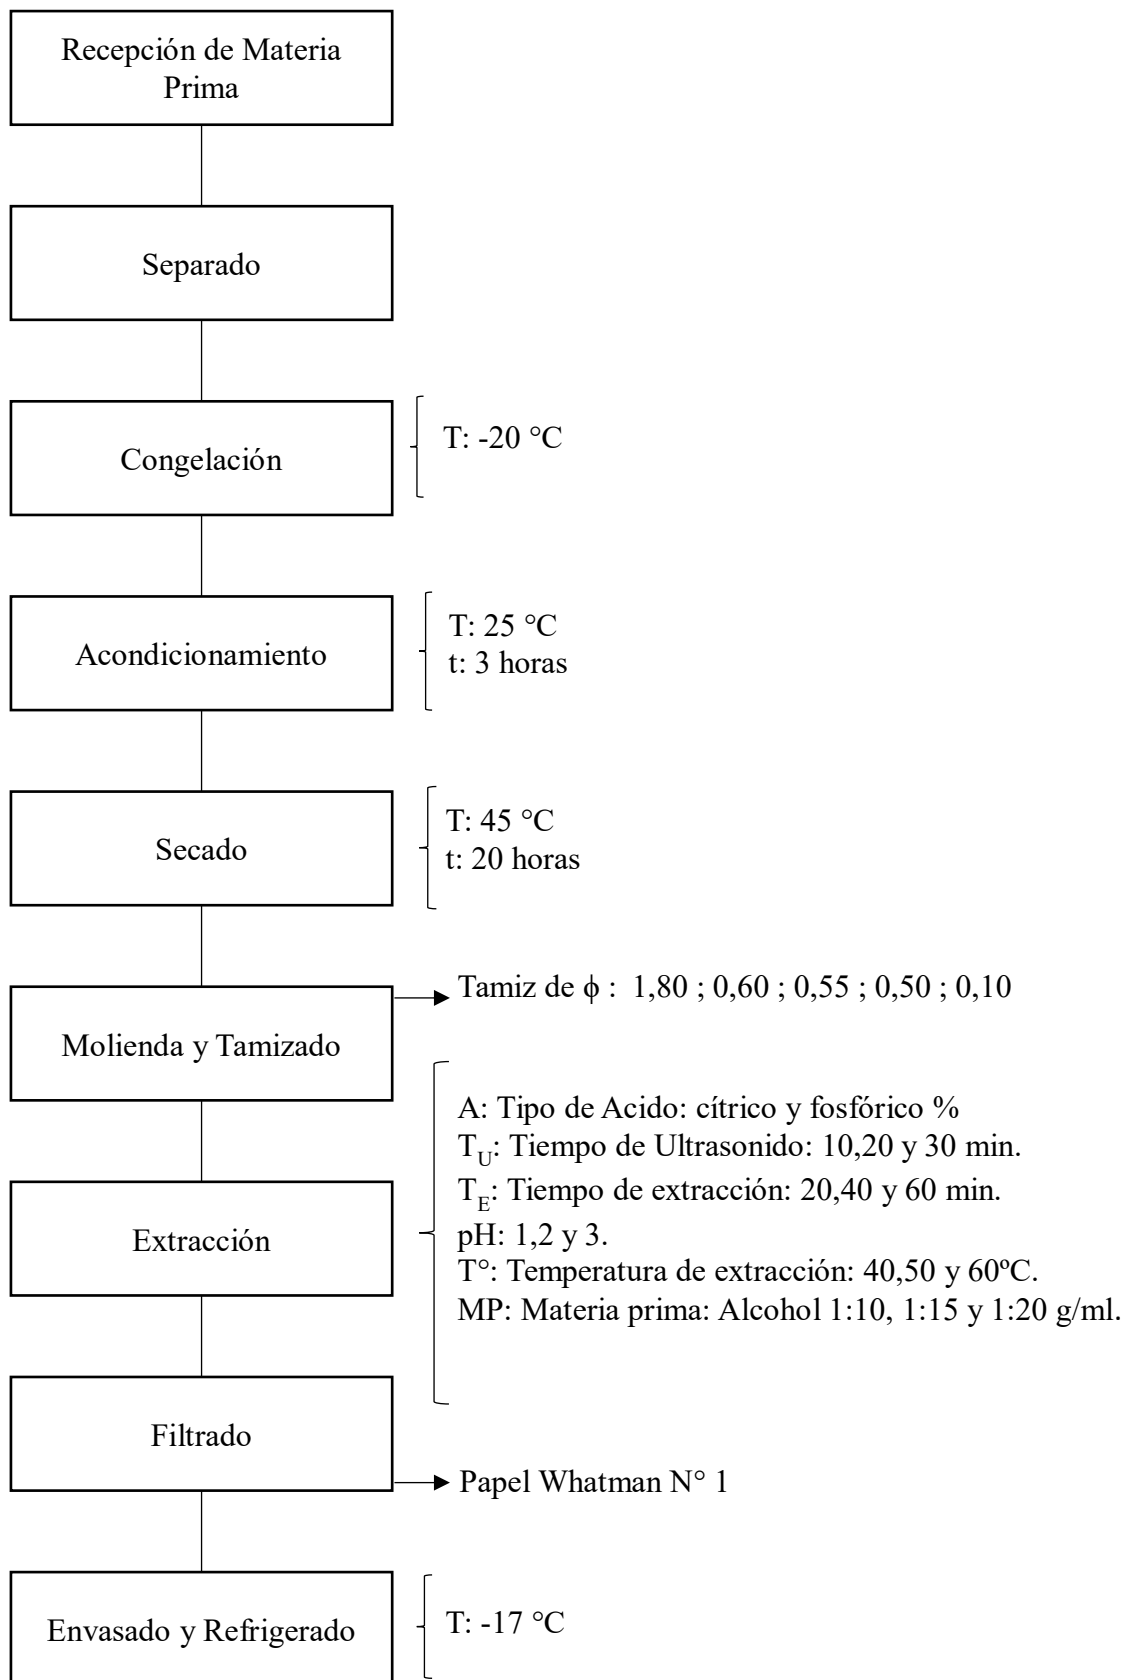 Recepción de Materia
Prima
Separado
Congelación
T: -20 °C
Acondicionamiento
T: 25 °C
t: 3 horas
Secado
T: 45 °C
t: 20 horas
Molienda y Tamizado
Tamiz de ϕ : 1,80 ; 0,60 ; 0,55 ; 0,50 ; 0,10
Extracción
A: Tipo de Acido: cítrico y fosfórico %
T_U: Tiempo de Ultrasonido: 10,20 y 30 min.
T_E: Tiempo de extracción: 20,40 y 60 min.
pH: 1,2 y 3.
T°: Temperatura de extracción: 40,50 y 60ºC.
MP: Materia prima: Alcohol 1:10, 1:15 y 1:20 g/ml.
Filtrado
Papel Whatman N° 1
Envasado y Refrigerado
T: -17 °C